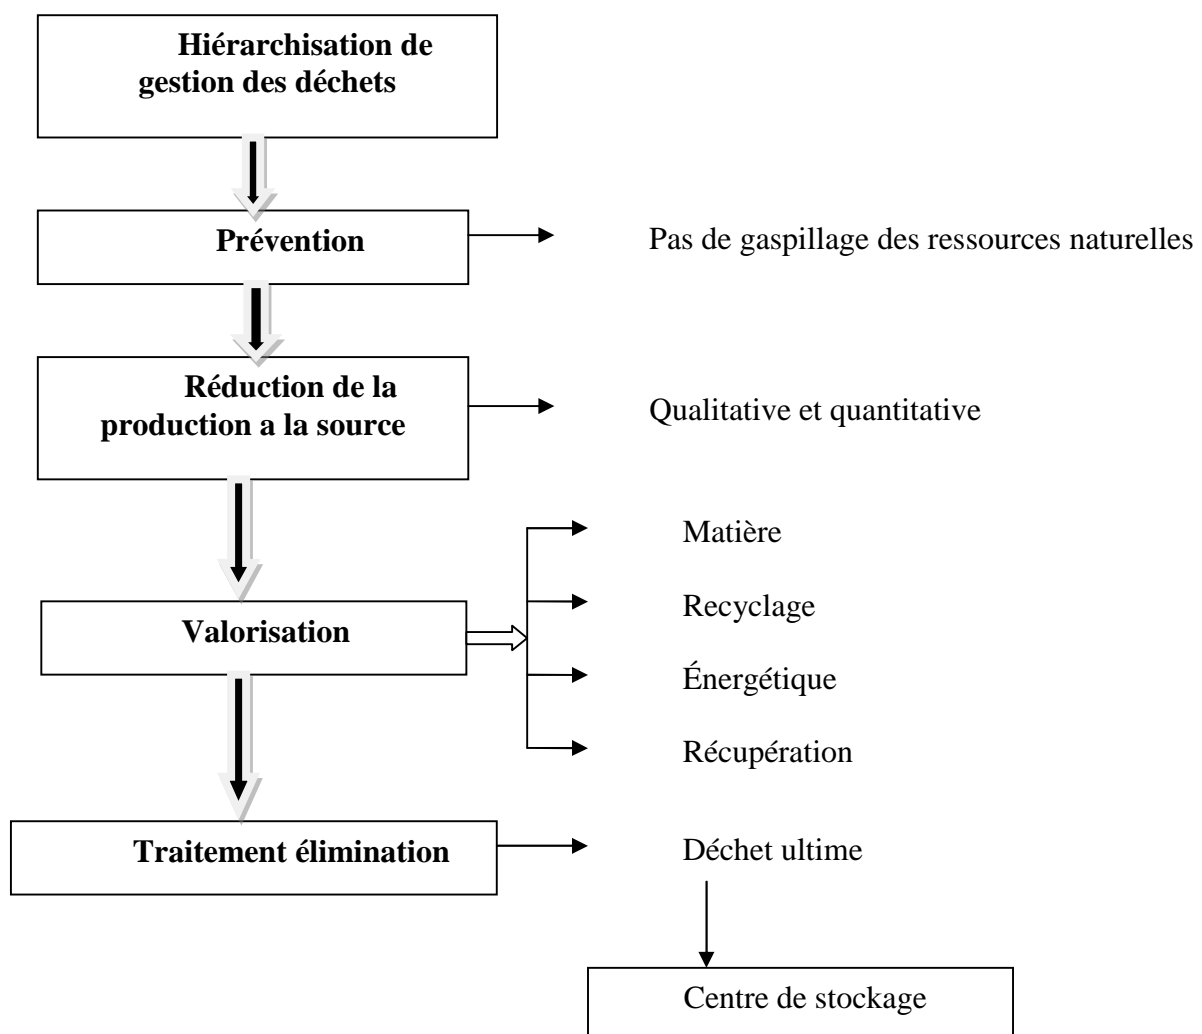 Hiérarchisation de
gestion des déchets
Prévention
Pas de gaspillage des ressources naturelles
Réduction de la
production a la source
Qualitative et quantitative
Matière
Recyclage
Valorisation
Énergétique
Récupération
Traitement élimination
Déchet ultime
Centre de stockage